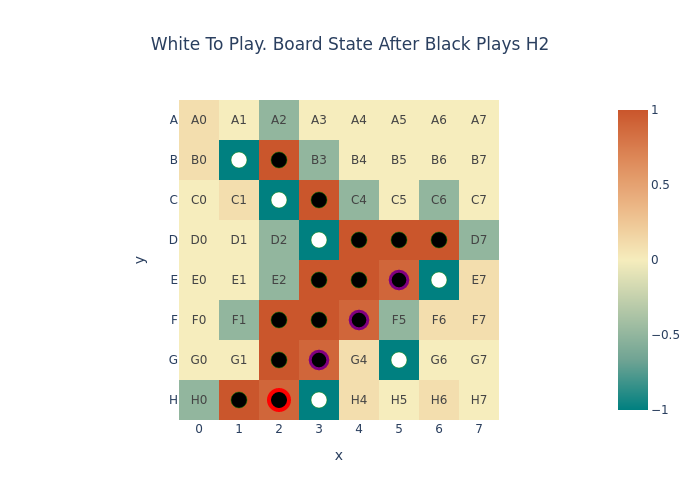 White To Play. Board State After Black Plays H2
A A0 A1 A2 A3 A4 A5 A6 A7
B B0 B3 B4 B5 B6 B7
C C0 C1 C4 C5 C6 C7
D D0 D1 D2 D7
E E0 E1 E2 E7
F F0 F1 F5 F6 F7
G G0 G1 G4 G6 G7
H H0 H4 H5 H6 H7
0 1 2 3 4 5 6 7
x
y
1
0.5
0
−0.5
−1